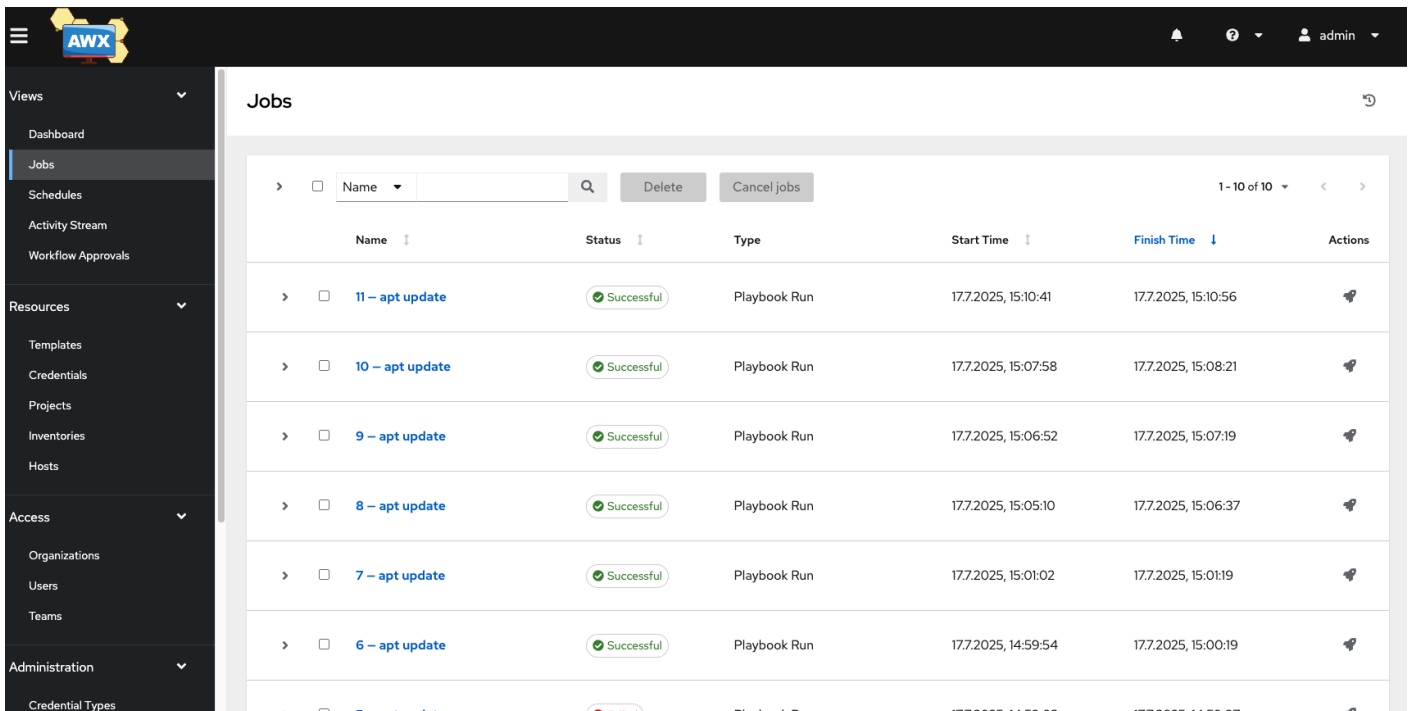 AWX
admin
Views
Dashboard
Jobs
Schedules
Activity Stream
Workflow Approvals
Resources
Templates
Credentials
Projects
Inventories
Hosts
Access
Organizations
Users
Teams
Administration
Credential Types
Jobs
Name Delete Cancel jobs 1 - 10 of 10
Name Status Type Start Time Finish Time Actions
11 — apt update Successful Playbook Run 17.7.2025, 15:10:41 17.7.2025, 15:10:56
10 — apt update Successful Playbook Run 17.7.2025, 15:07:58 17.7.2025, 15:08:21
9 — apt update Successful Playbook Run 17.7.2025, 15:06:52 17.7.2025, 15:07:19
8 — apt update Successful Playbook Run 17.7.2025, 15:05:10 17.7.2025, 15:06:37
7 — apt update Successful Playbook Run 17.7.2025, 15:01:02 17.7.2025, 15:01:19
6 — apt update Successful Playbook Run 17.7.2025, 14:59:54 17.7.2025, 15:00:19